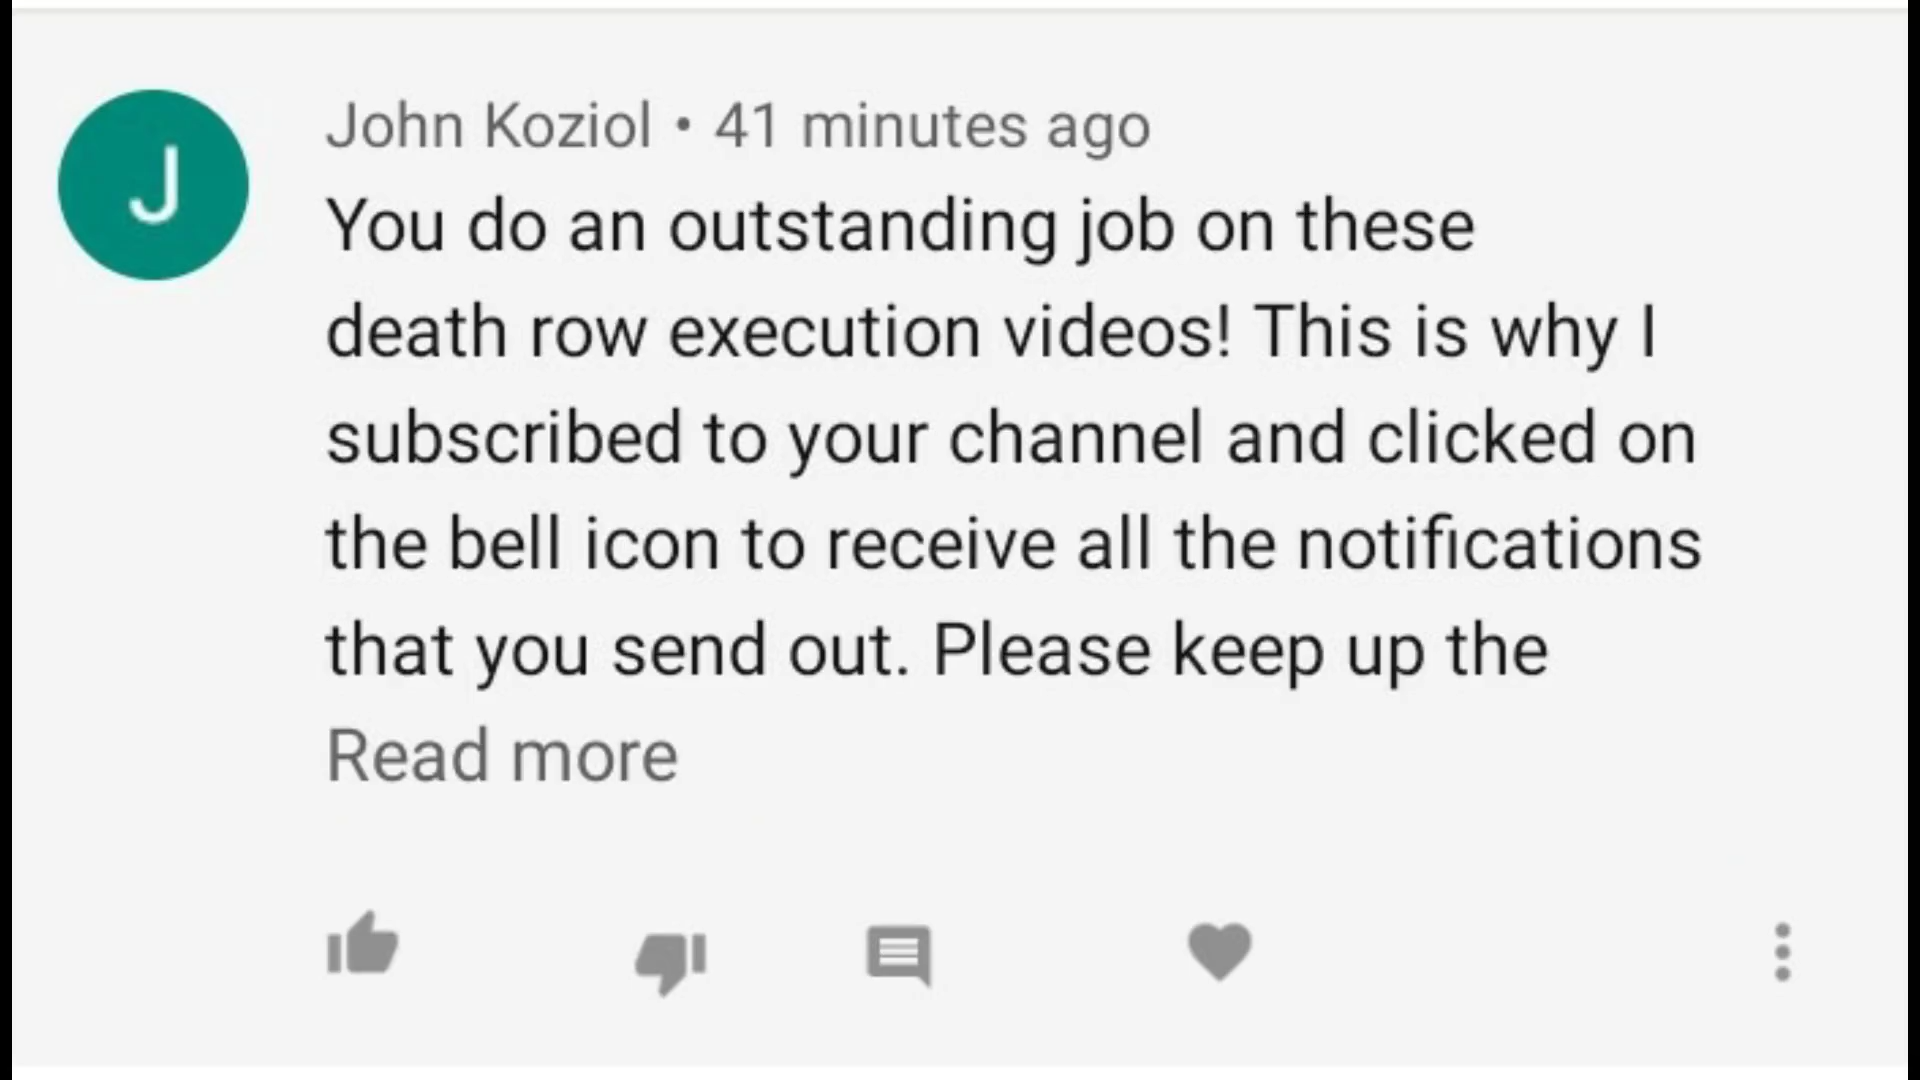 J
John Koziol • 41 minutes ago
You do an outstanding job on these
death row execution videos! This is why I
subscribed to your channel and clicked on
the bell icon to receive all the notifications
that you send out. Please keep up the
Read more